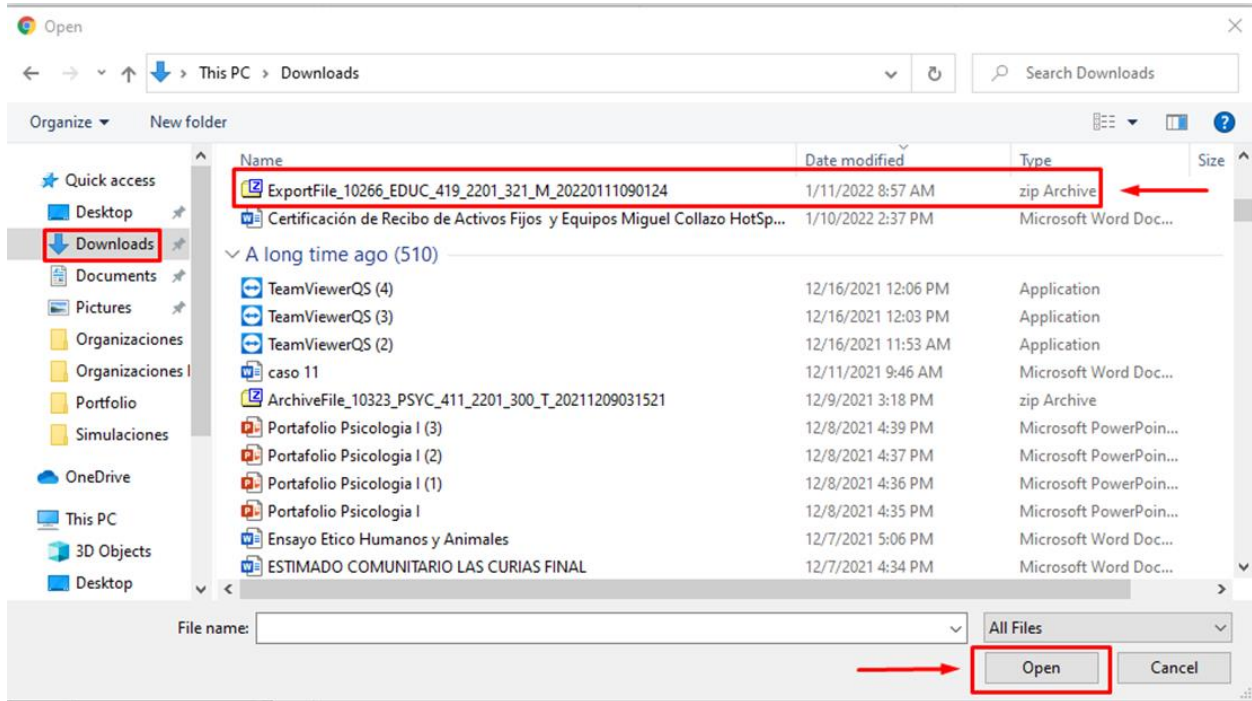 Open
This PC > Downloads
Search Downloads
Organize New folder
Name Date modified Type Size
Quick access
Desktop
Downloads
Documents
Pictures
Organizaciones
Organizaciones I
Portfolio
Simulaciones
OneDrive
This PC
3D Objects
Desktop
ExportFile_10266_EDUC_419_2201_321_M_20220111090124 1/11/2022 8:57 AM zip Archive
Certificación de Recibo de Activos Fijos y Equipos Miguel Collazo HotSp... 1/10/2022 2:37 PM Microsoft Word Doc...
A long time ago (510)
TeamViewerQS (4) 12/16/2021 12:06 PM Application
TeamViewerQS (3) 12/16/2021 12:03 PM Application
TeamViewerQS (2) 12/16/2021 11:53 AM Application
caso 11 12/11/2021 9:46 AM Microsoft Word Doc...
ArchiveFile_10323_PSYC_411_2201_300_T_20211209031521 12/9/2021 3:18 PM zip Archive
Portafolio Psicologia I (3) 12/8/2021 4:39 PM Microsoft PowerPoin...
Portafolio Psicologia I (2) 12/8/2021 4:37 PM Microsoft PowerPoin...
Portafolio Psicologia I (1) 12/8/2021 4:36 PM Microsoft PowerPoin...
Portafolio Psicologia I 12/8/2021 4:35 PM Microsoft PowerPoin...
Ensayo Etico Humanos y Animales 12/7/2021 5:06 PM Microsoft Word Doc...
ESTIMADO COMUNITARIO LAS CURIAS FINAL 12/7/2021 4:34 PM Microsoft Word Doc...
File name: All Files
Open Cancel